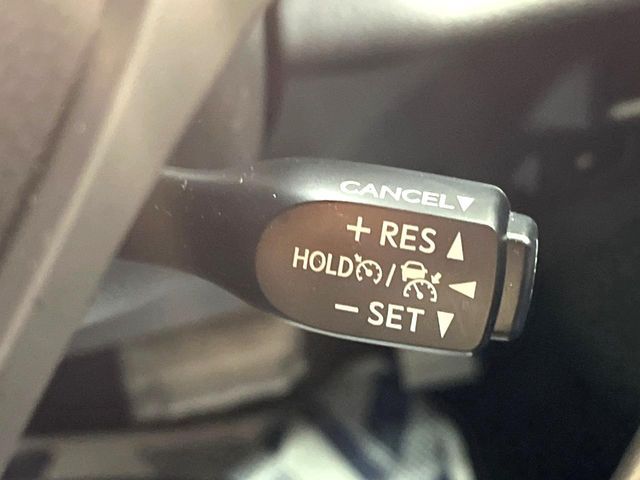 CANCEL▼
+ RES ▲
HOLD / ◀
− SET ▼